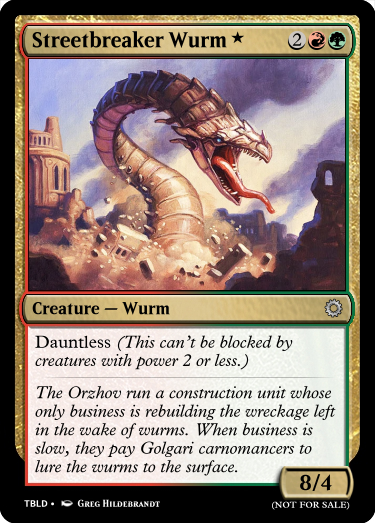 Streetbreaker Wurm ★ 2
Creature — Wurm
Dauntless (This can't be blocked by
creatures with power 2 or less.)
The Orzhov run a construction unit whose
only business is rebuilding the wreckage left
in the wake of wurms. When business is
slow, they pay Golgari carnomancers to
lure the wurms to the surface.
8/4
TBLD • Greg Hildebrandt
(NOT FOR SALE)